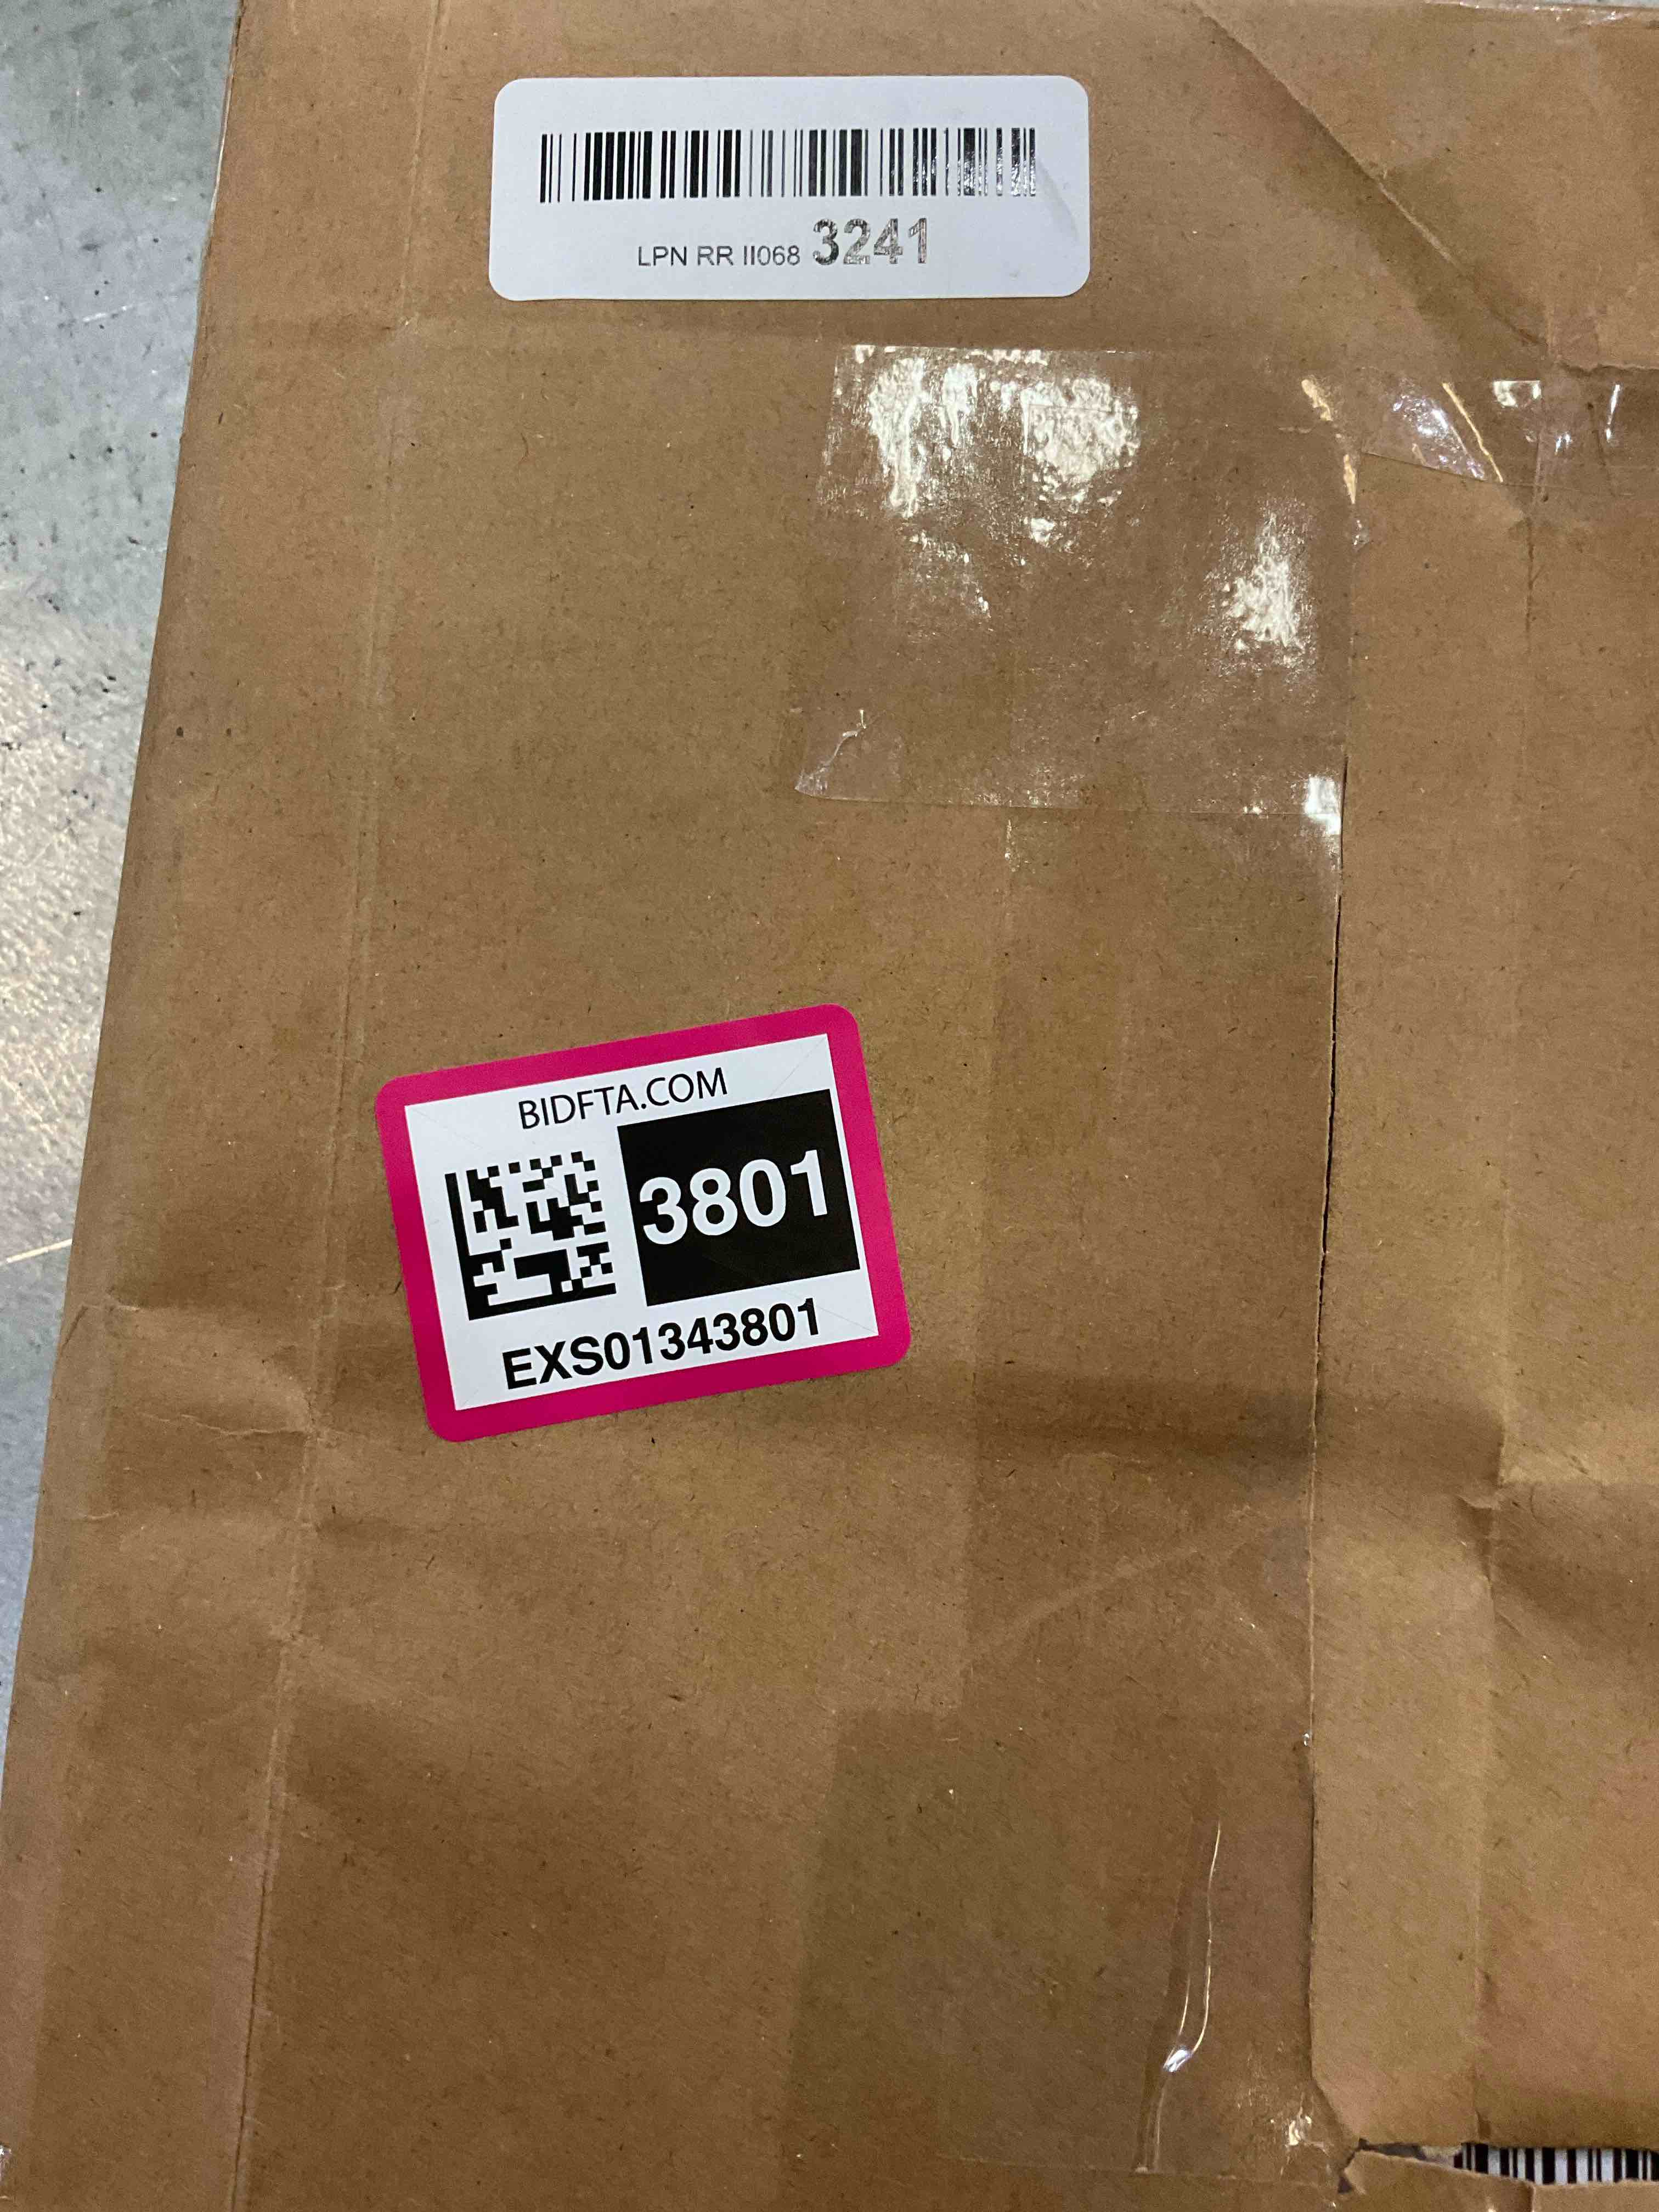 LPN RR II068 3241
BIDFTA.COM
3801
EXS01343801